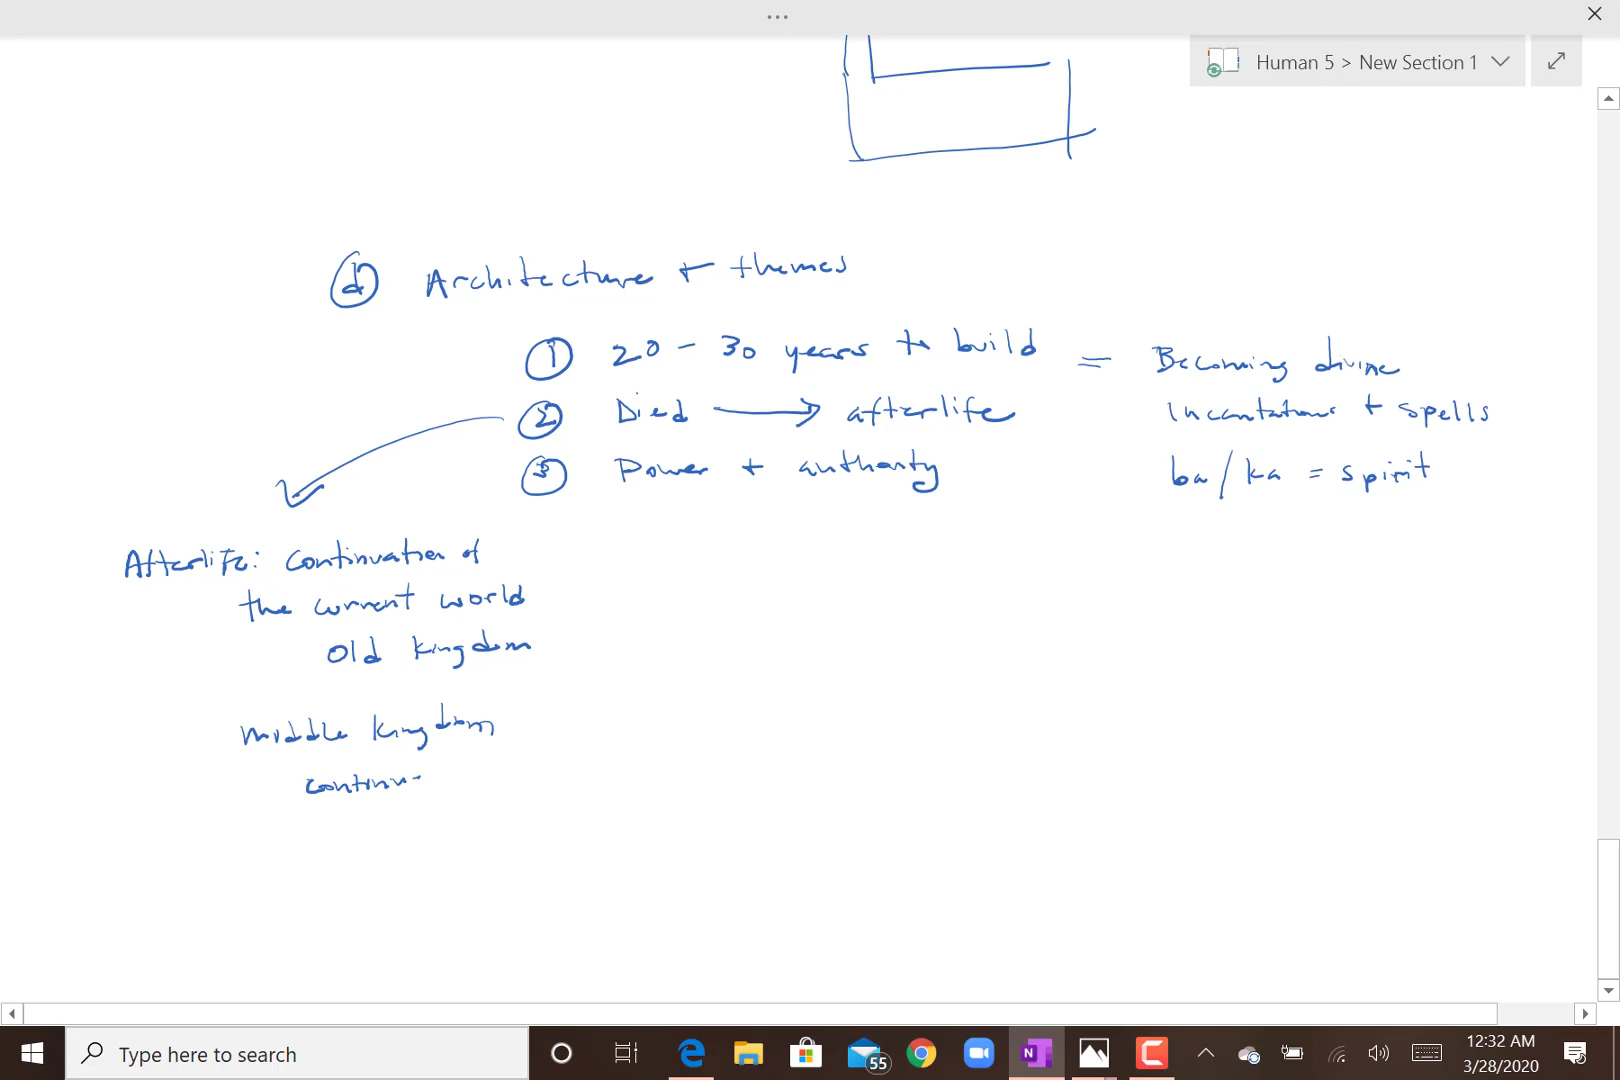 Human 5 > New Section 1
d Architecture + themes
1 20 - 30 years to build = Becoming divine
2 Died → afterlife Incantations + spells
3 Power + authority ba/ka = spirit
Afterlife: Continuation of
the current world
Old Kingdom
Middle Kingdom
continu
Type here to search
55
N
12:32 AM
3/28/2020